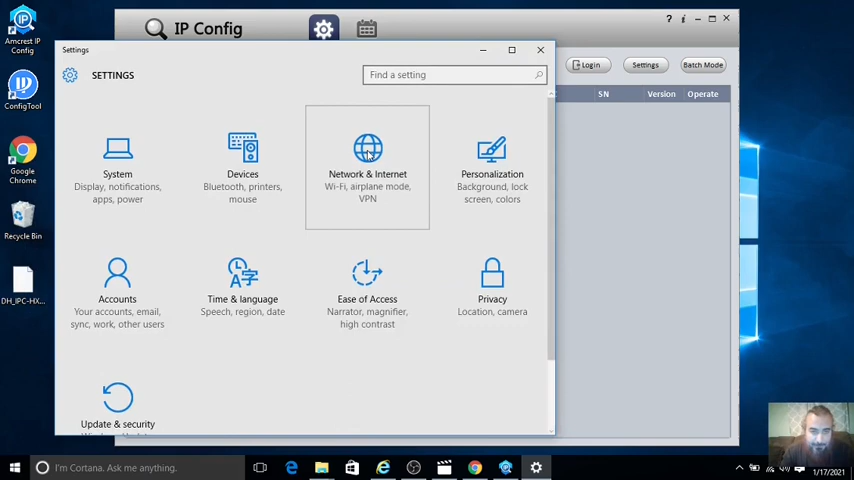 IP
Amcrest IP
Config
ConfigTool
Google
Chrome
Recycle Bin
DH_IPC-HX...
IP Config
?
i
Login
Settings
Batch Mode
SN
Version
Operate
Settings
SETTINGS
Find a setting
System
Display, notifications,
apps, power
Devices
Bluetooth, printers,
mouse
Network & Internet
Wi-Fi, airplane mode,
VPN
Personalization
Background, lock
screen, colors
Accounts
Your accounts, email,
sync, work, other users
Time & language
Speech, region, date
Ease of Access
Narrator, magnifier,
high contrast
Privacy
Location, camera
Update & security
I'm Cortana. Ask me anything.
1/17/2021